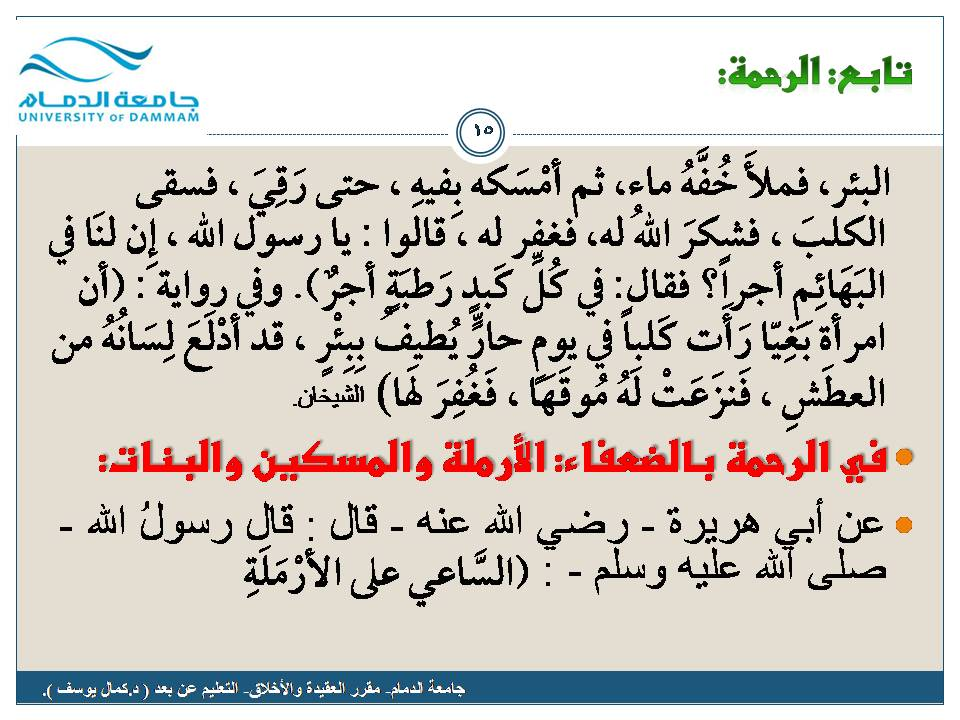 جامعة الدمام
UNIVERSITY OF DAMMAM
تابع: الرحمة:
١٥
البئر، فملأَ خُفَّهُ ماء، ثم أمْسَكه بِفيهِ ، حتى رَقِيَ ، فسقى
الكلبَ ، فشكرَ اللهُ له، فغفر له ، قالوا : يا رسول الله ، إِن لنَا في
البَهَائِم أجراً؟ فقال: في كُلِّ كَبدٍ رَطبَةٍ أجرٌ). وفي رواية : (أن
امرأة بَغِيّا رَأَت كَلباً في يومٍ حارٍّ يُطيفُ بِبِئْرٍ ، قد أدْلَعَ لِسَانُهُ من
العطَشِ ، فَنزَعَتْ لَهُ مُوقَهَا ، فَغُفِرَ لهَا) الشيخان.
في الرحمة بالضعفاء: الأرملة والمسكين والبنات:
عن أبي هريرة - رضي الله عنه - قال : قال رسولُ الله -
صلى الله عليه وسلم - : (السَّاعي على الأرْمَلَةِ
جامعة الدمام- مقرر العقيدة والأخلاق- التعليم عن بعد ( د.كمال يوسف ).